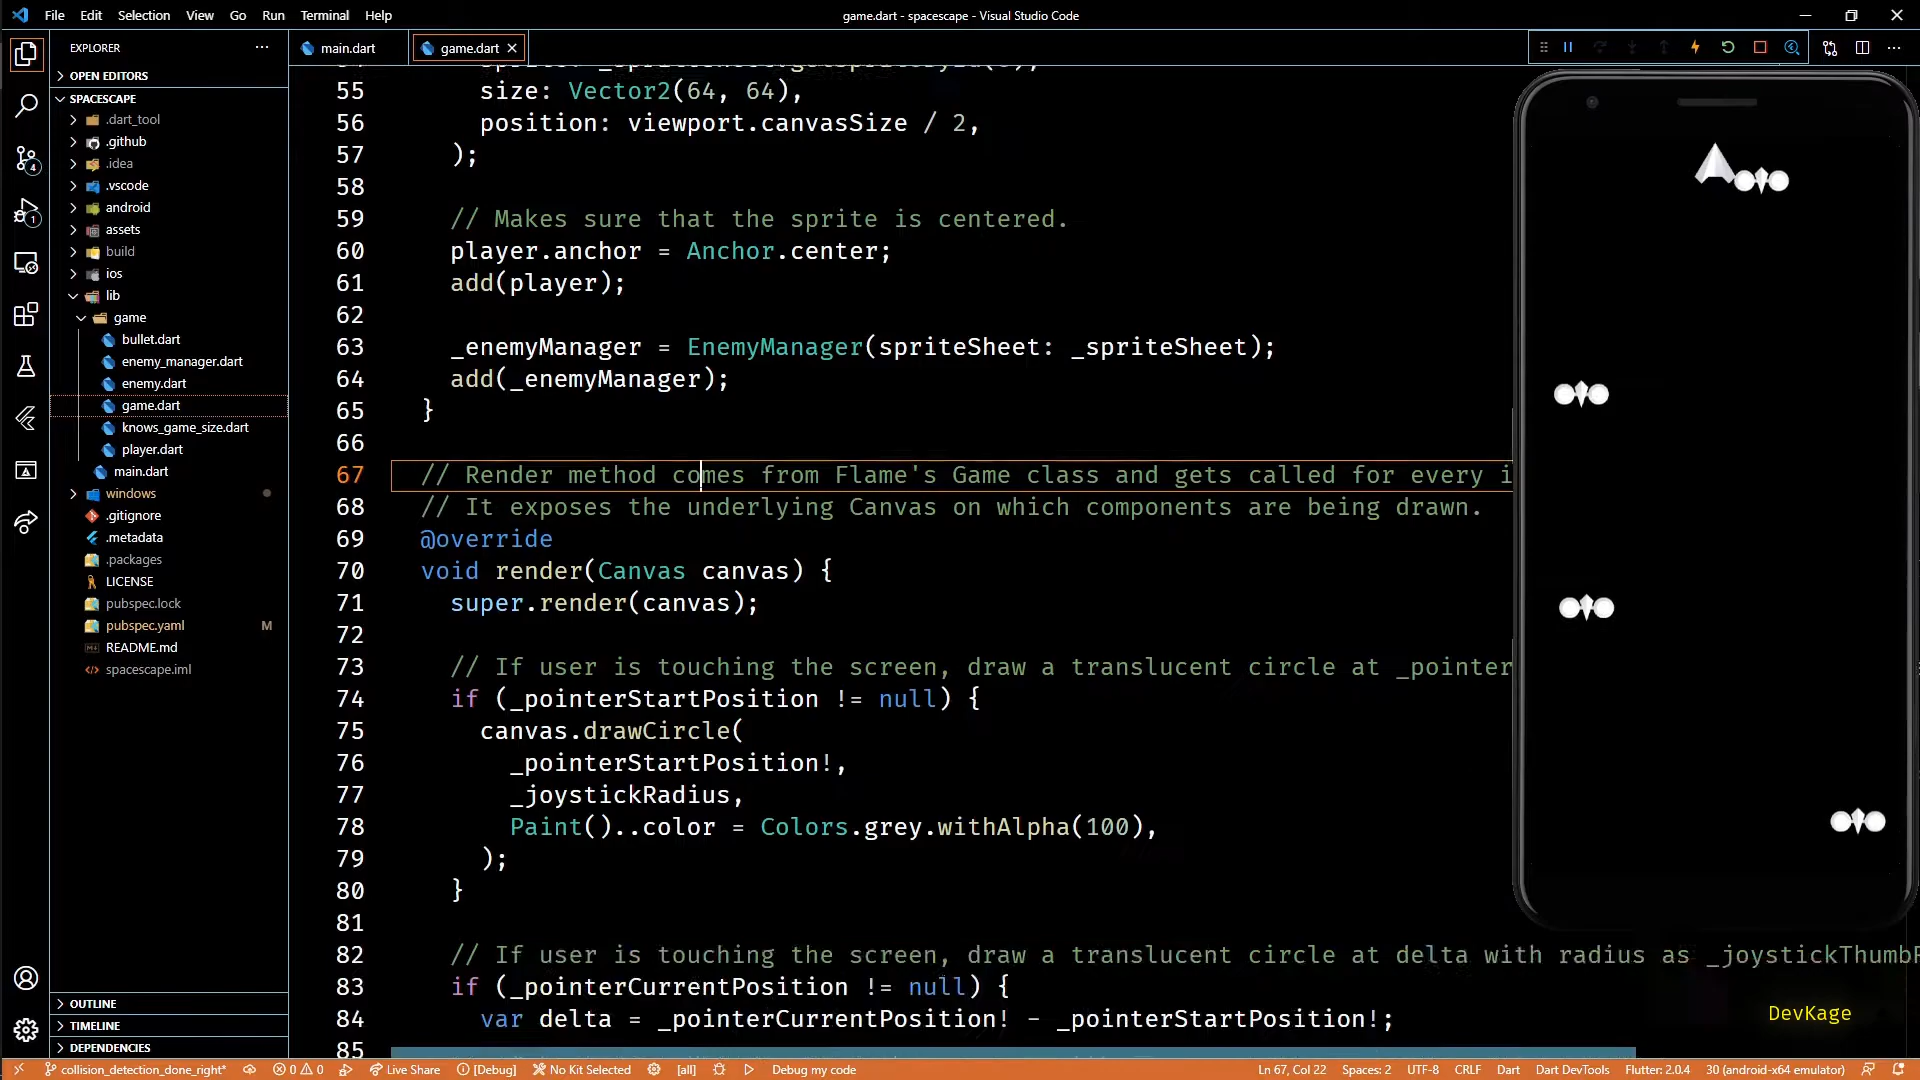 File Edit Selection View Go Run Terminal Help
game.dart - spacescape - Visual Studio Code
EXPLORER
OPEN EDITORS
SPACESCAPE
.dart_tool
.github
.idea
.vscode
android
assets
build
ios
lib
game
bullet.dart
enemy_manager.dart
enemy.dart
game.dart
knows_game_size.dart
player.dart
main.dart
windows
.gitignore
.metadata
.packages
LICENSE
pubspec.lock
pubspec.yaml M
README.md
spacescape.iml
OUTLINE
TIMELINE
DEPENDENCIES
4
1
main.dart game.dart
55 size: Vector2(64, 64),
56 position: viewport.canvasSize / 2,
57 );
58
59 // Makes sure that the sprite is centered.
60 player.anchor = Anchor.center;
61 add(player);
62
63 _enemyManager = EnemyManager(spriteSheet: _spriteSheet);
64 add(_enemyManager);
65 }
66
67 // Render method comes from Flame's Game class and gets called for every i
68 // It exposes the underlying Canvas on which components are being drawn.
69 @override
70 void render(Canvas canvas) {
71 super.render(canvas);
72
73 // If user is touching the screen, draw a translucent circle at _pointer
74 if (_pointerStartPosition != null) {
75 canvas.drawCircle(
76 _pointerStartPosition!,
77 _joystickRadius,
78 Paint()..color = Colors.grey.withAlpha(100),
79 );
80 }
81
82 // If user is touching the screen, draw a translucent circle at delta with radius as _joystickThumb
83 if (_pointerCurrentPosition != null) {
84 var delta = _pointerCurrentPosition! - _pointerStartPosition!;
85
DevKage
collision_detection_done_right* 0 0 Live Share [Debug] No Kit Selected [all] Debug my code Ln 67, Col 22 Spaces: 2 UTF-8 CRLF Dart Dart DevTools Flutter: 2.0.4 30 (android-x64 emulator)